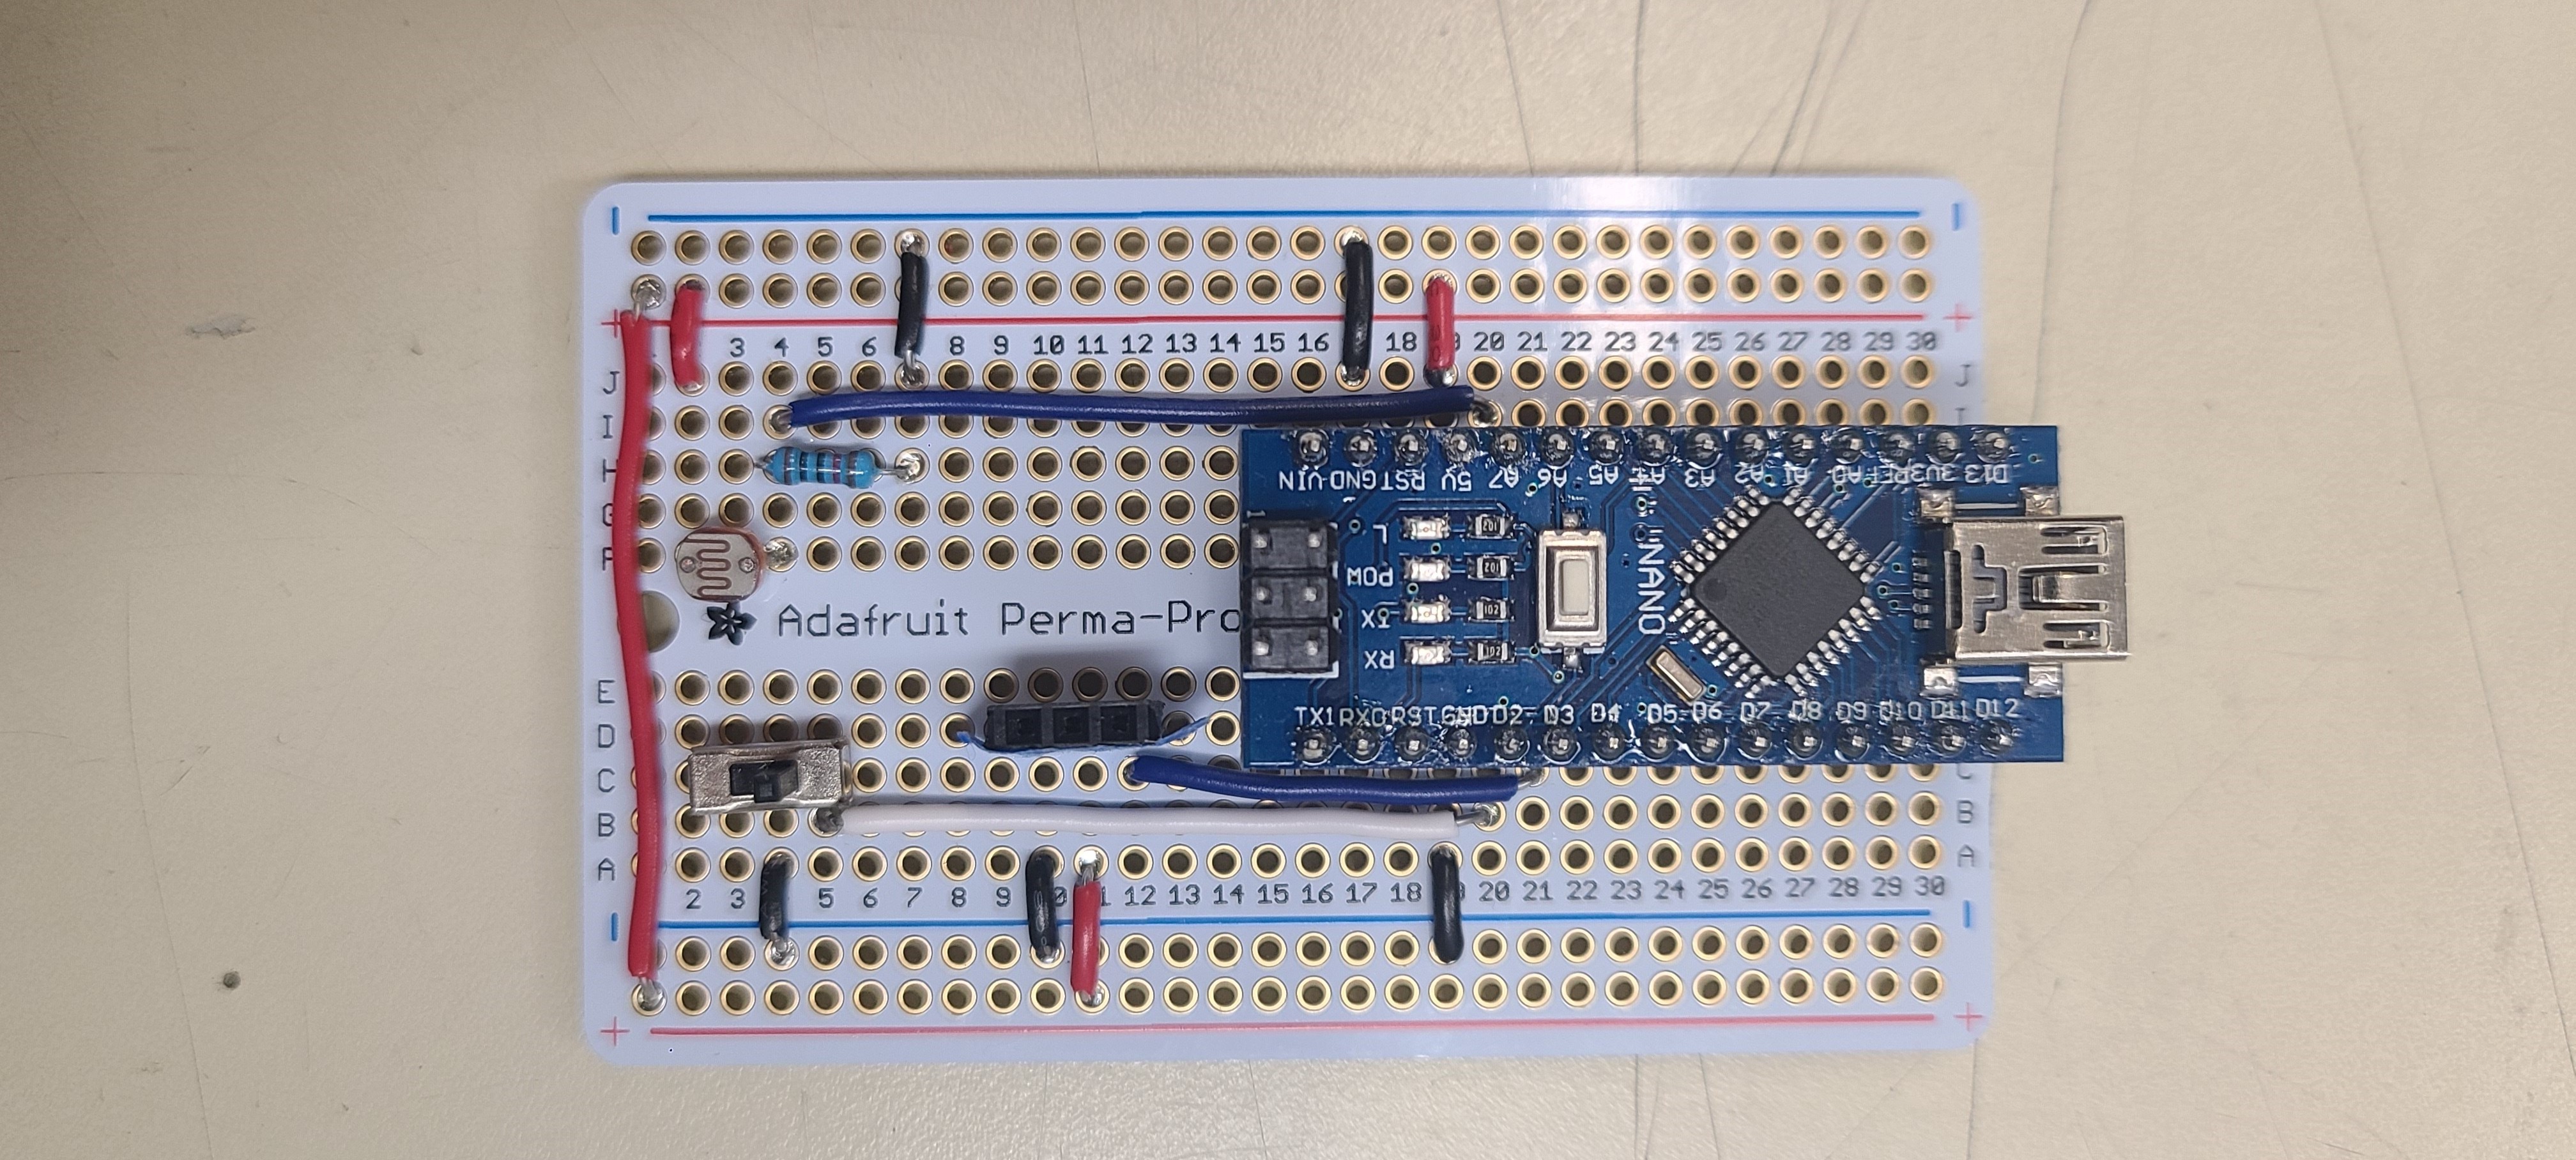 3 4 5 6 8 9 10 11 12 13 14 15 16 18 20 21 22 23 24 25 26 27 28 29 30
J J
I
H
G
VIN GND RST 5V A7 A6 A5 A4 A3 A2 A1 A0 REF 3V3 D13
1
L
POW
TX
RX
NANO
102
102
Adafruit Perma-Pro
E
D
C
B B
A A
TX1 RX0 RST GND D2 D3 D4 D5 D6 D7 D8 D9 D10 D11 D12
2 3 5 6 7 8 9 12 13 14 15 16 17 18 20 21 22 23 24 25 26 27 28 29 30